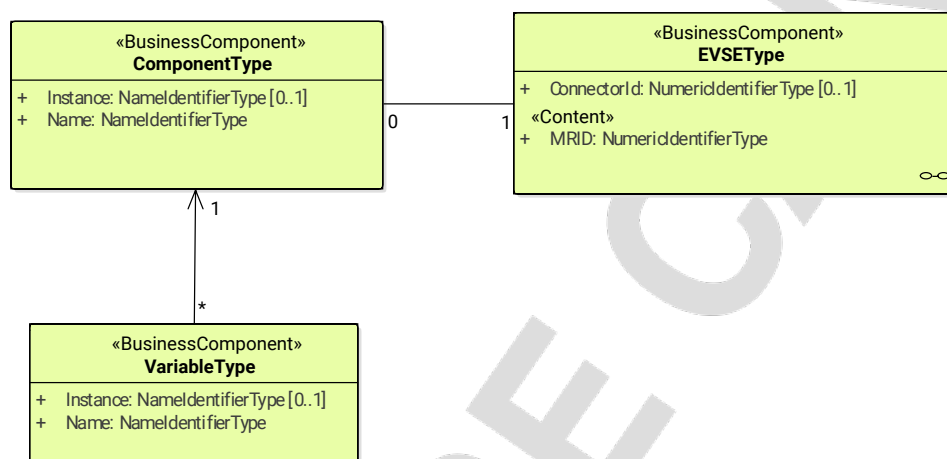 «BusinessComponent»
ComponentType
+ Instance: NameIdentifierType [0..1]
+ Name: NameIdentifierType
«BusinessComponent»
EVSEType
+ ConnectorId: NumericIdentifierType [0..1]
«Content»
+ MRID: NumericIdentifierType
0
1
1
*
«BusinessComponent»
VariableType
+ Instance: NameIdentifierType [0..1]
+ Name: NameIdentifierType